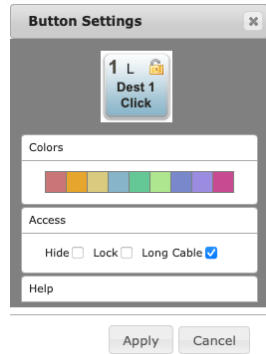 Button Settings
1 L
Dest 1
Click
Colors
Access
Hide Lock Long Cable
Help
Apply Cancel